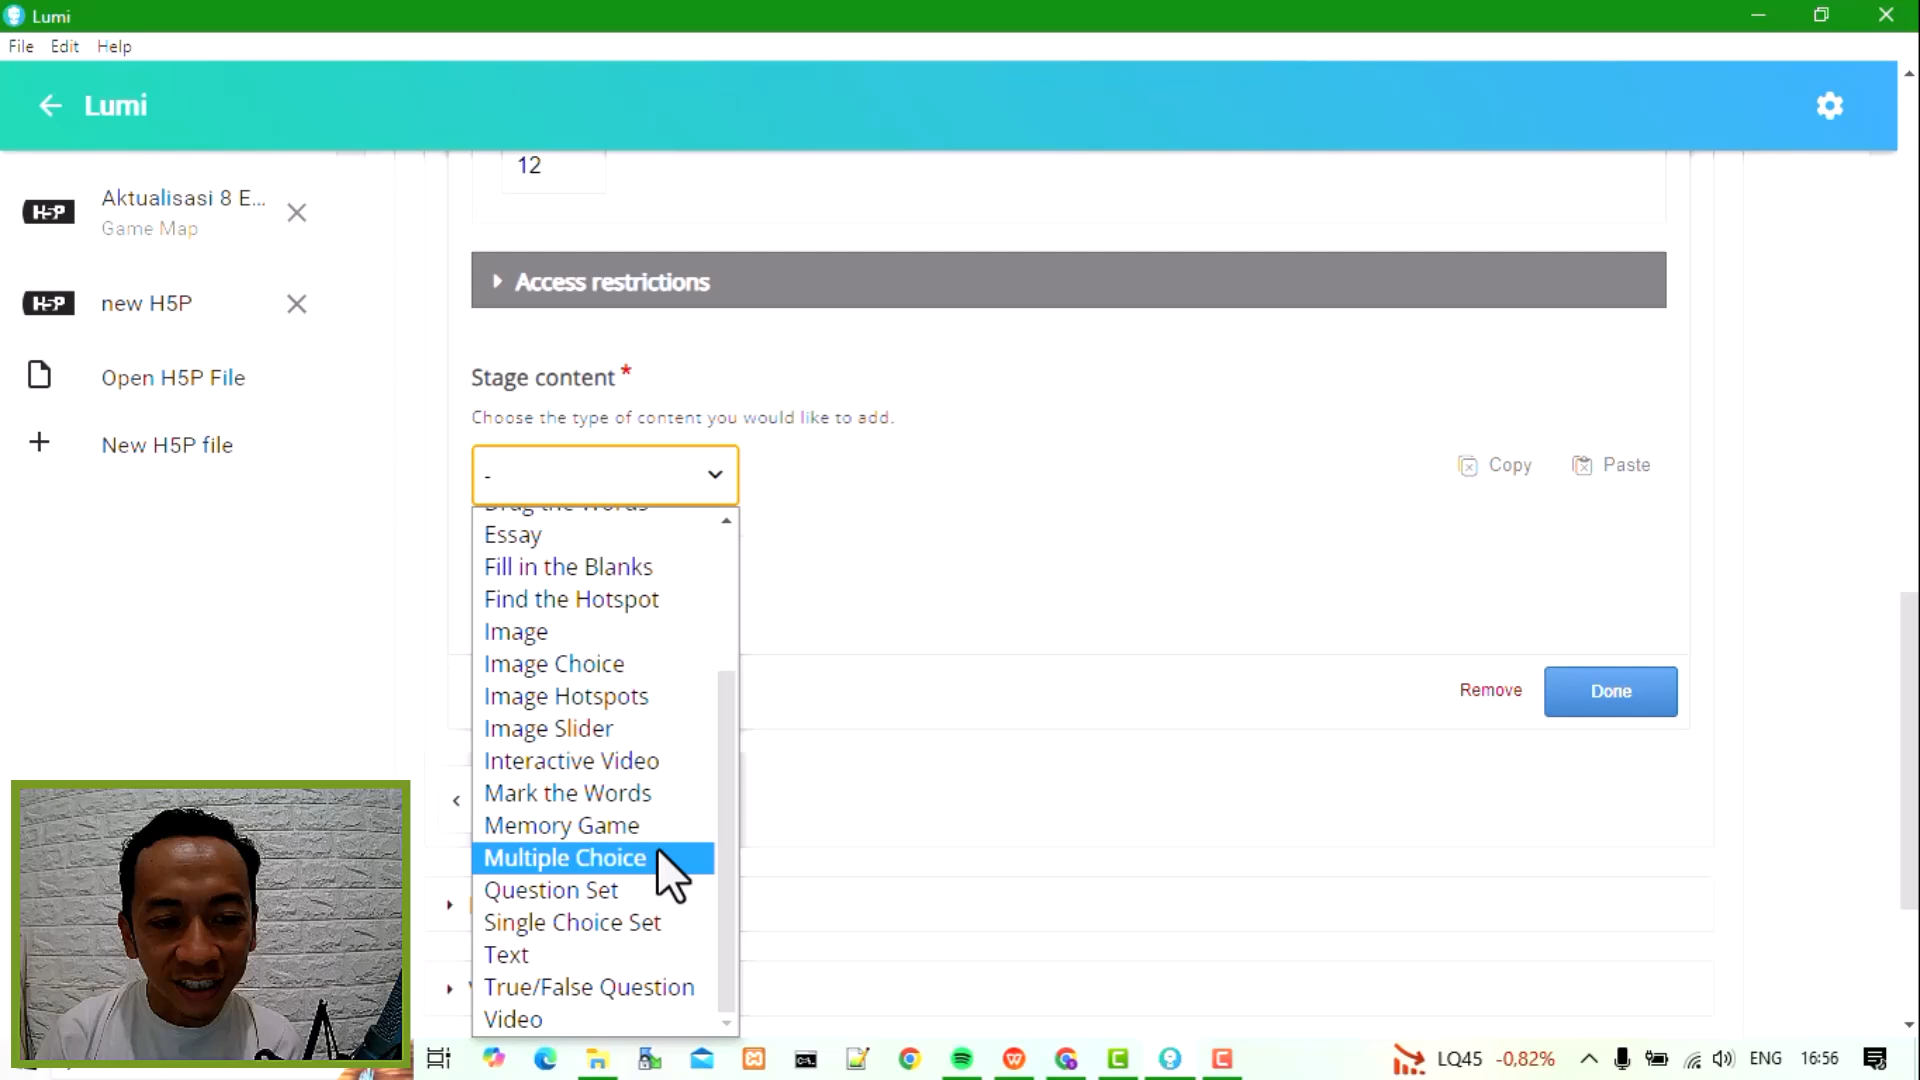 Lumi
File Edit Help
Lumi
12
H-P Aktualisasi 8 E...
Game Map
H-P new H5P
Open H5P File
New H5P file
Access restrictions
Stage content *
Choose the type of content you would like to add.
-
Copy Paste
Drag the Words
Essay
Fill in the Blanks
Find the Hotspot
Image
Image Choice
Image Hotspots
Image Slider
Interactive Video
Mark the Words
Memory Game
Multiple Choice
Question Set
Single Choice Set
Text
True/False Question
Video
Remove Done
LQ45 -0,82% ENG 16:56